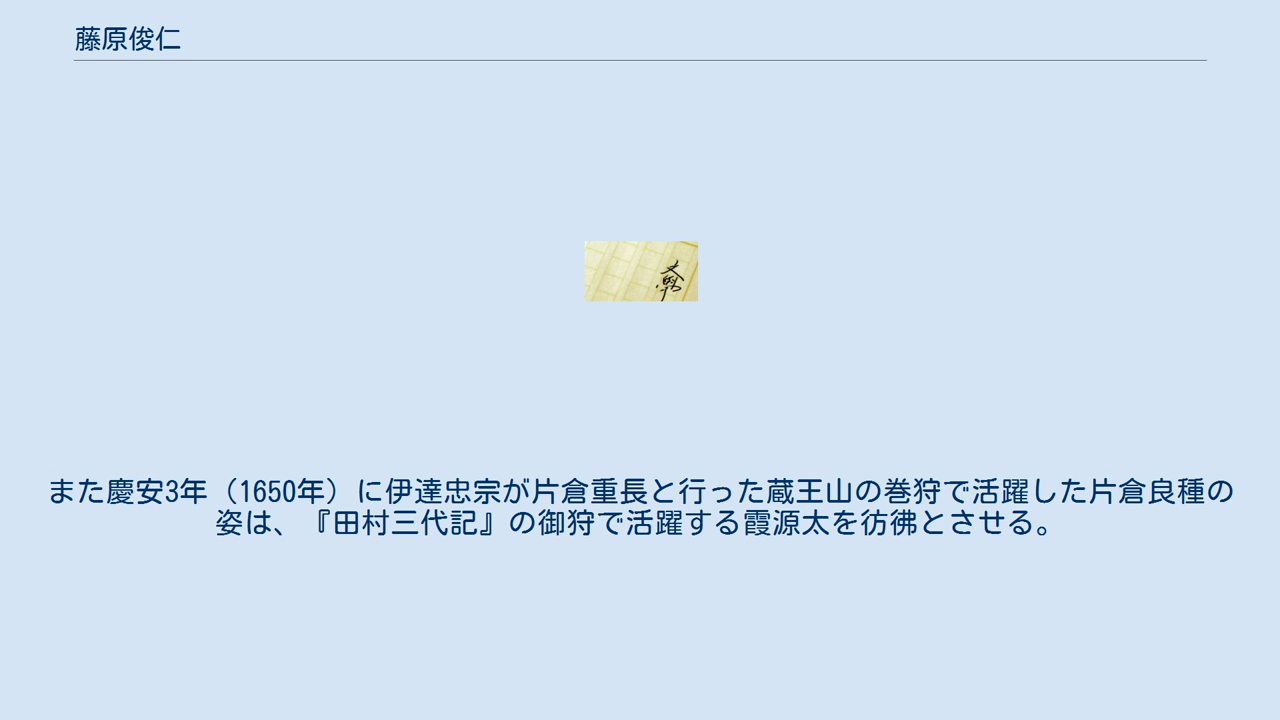 藤原俊仁
また慶安3年（1650年）に伊達忠宗が片倉重長と行った蔵王山の巻狩で活躍した片倉良種の
姿は、『田村三代記』の御狩で活躍する霞源太を彷彿とさせる。